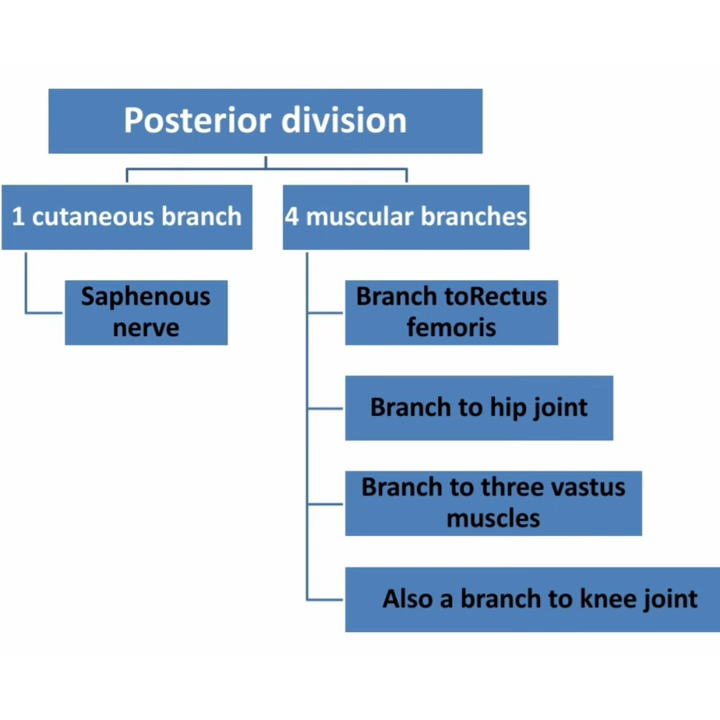 Posterior division
1 cutaneous branch
4 muscular branches
Saphenous
nerve
Branch toRectus
femoris
Branch to hip joint
Branch to three vastus
muscles
Also a branch to knee joint